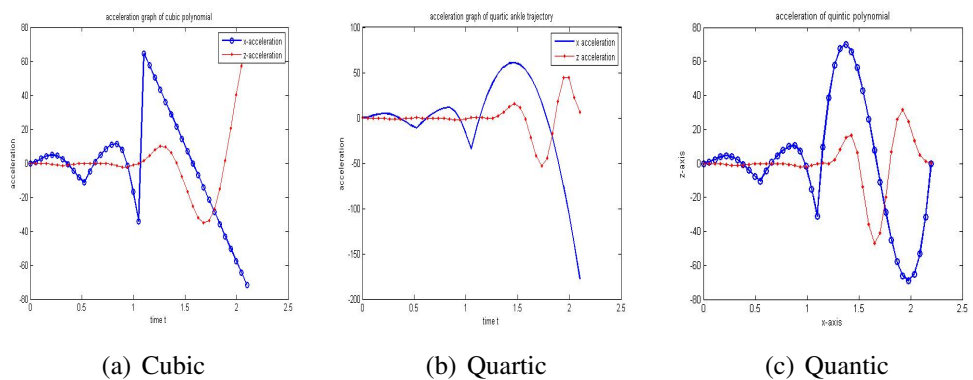 acceleration graph of cubic polynomial
80
60
40
20
0
-20
-40
-60
-80
acceleration
x-acceleration
z-acceleration
0
0.5
1
1.5
2
2.5
time t
(a) Cubic
acceleration graph of quartic ankle trajectory
100
50
0
-50
-100
-150
-200
acceleration
x acceleration
z acceleration
0
0.5
1
1.5
2
2.5
time t
(b) Quartic
acceleration of quintic polynomial
80
60
40
20
0
-20
-40
-60
-80
z-axis
0
0.5
1
1.5
2
2.5
x-axis
(c) Quantic